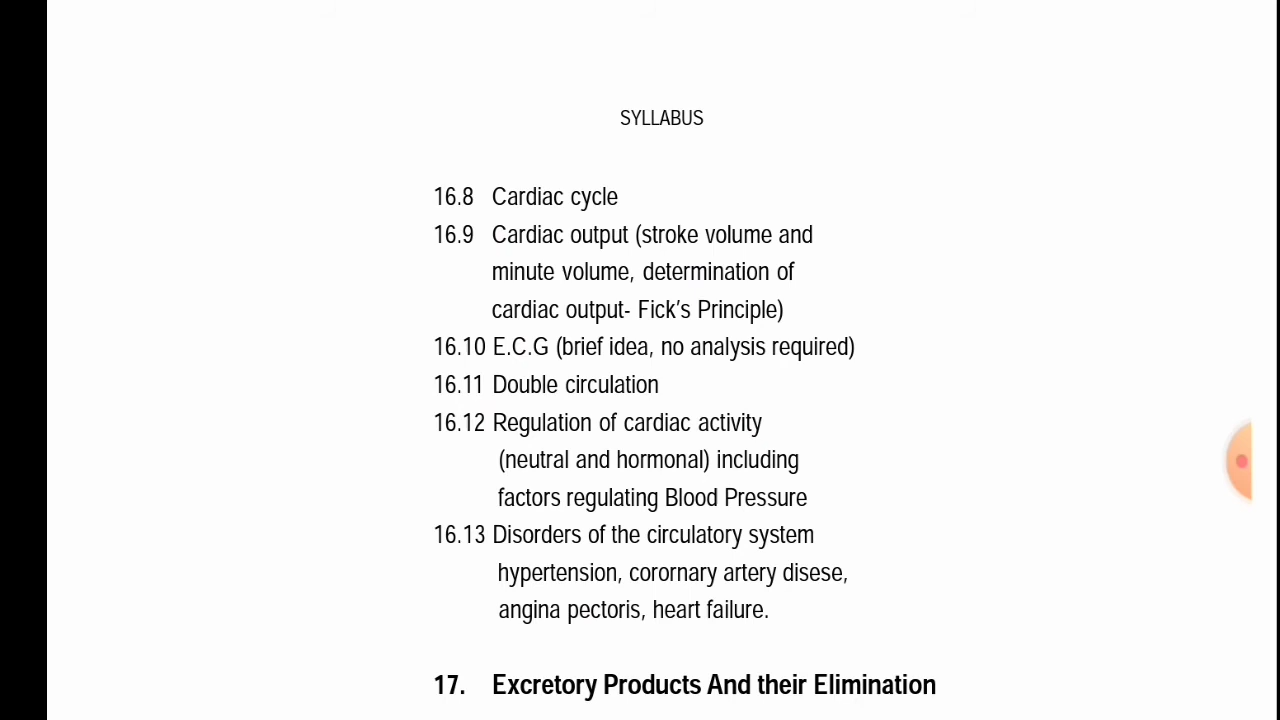 SYLLABUS
16.8 Cardiac cycle
16.9 Cardiac output (stroke volume and
minute volume, determination of
cardiac output- Fick's Principle)
16.10 E.C.G (brief idea, no analysis required)
16.11 Double circulation
16.12 Regulation of cardiac activity
(neutral and hormonal) including
factors regulating Blood Pressure
16.13 Disorders of the circulatory system
hypertension, corornary artery disese,
angina pectoris, heart failure.
17. Excretory Products And their Elimination